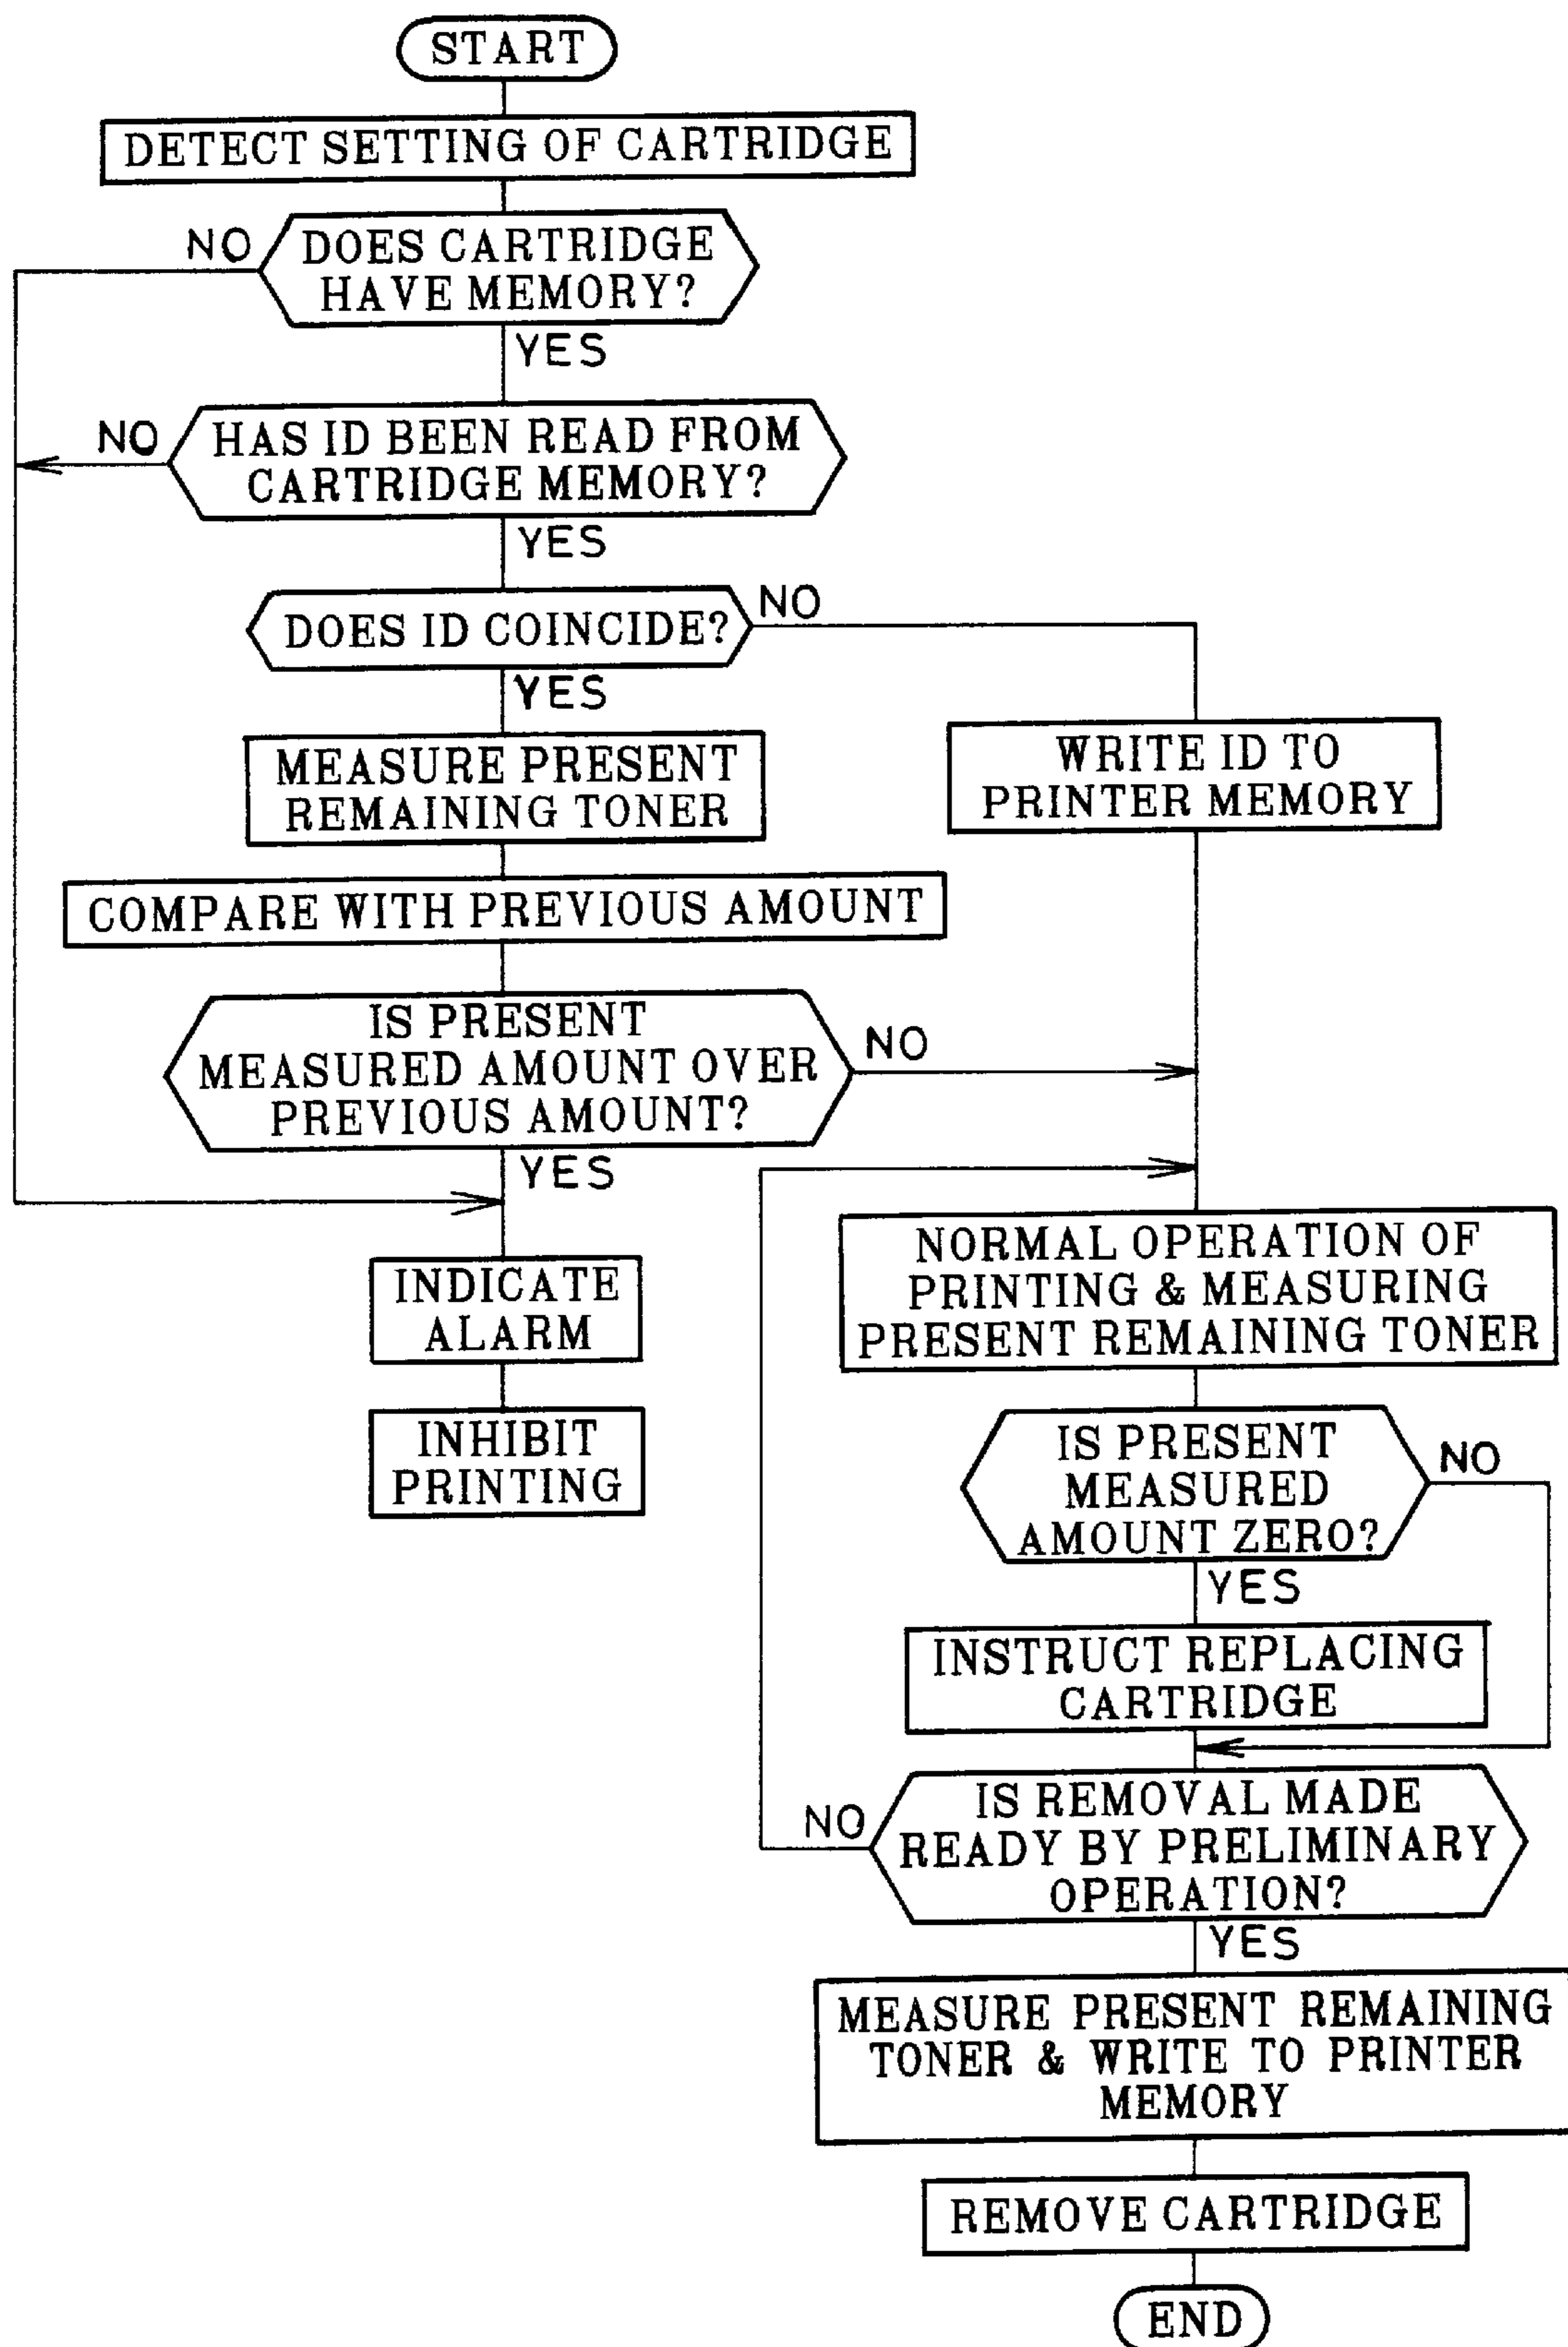 START
DETECT SETTING OF CARTRIDGE
NO
DOES CARTRIDGE
HAVE MEMORY?
YES
NO
HAS ID BEEN READ FROM
CARTRIDGE MEMORY?
YES
DOES ID COINCIDE?
NO
YES
MEASURE PRESENT
REMAINING TONER
WRITE ID TO
PRINTER MEMORY
COMPARE WITH PREVIOUS AMOUNT
IS PRESENT
MEASURED AMOUNT OVER
PREVIOUS AMOUNT?
NO
YES
INDICATE
ALARM
INHIBIT
PRINTING
NORMAL OPERATION OF
PRINTING & MEASURING
PRESENT REMAINING TONER
IS PRESENT
MEASURED
AMOUNT ZERO?
NO
YES
INSTRUCT REPLACING
CARTRIDGE
NO
IS REMOVAL MADE
READY BY PRELIMINARY
OPERATION?
YES
MEASURE PRESENT REMAINING
TONER & WRITE TO PRINTER
MEMORY
REMOVE CARTRIDGE
END